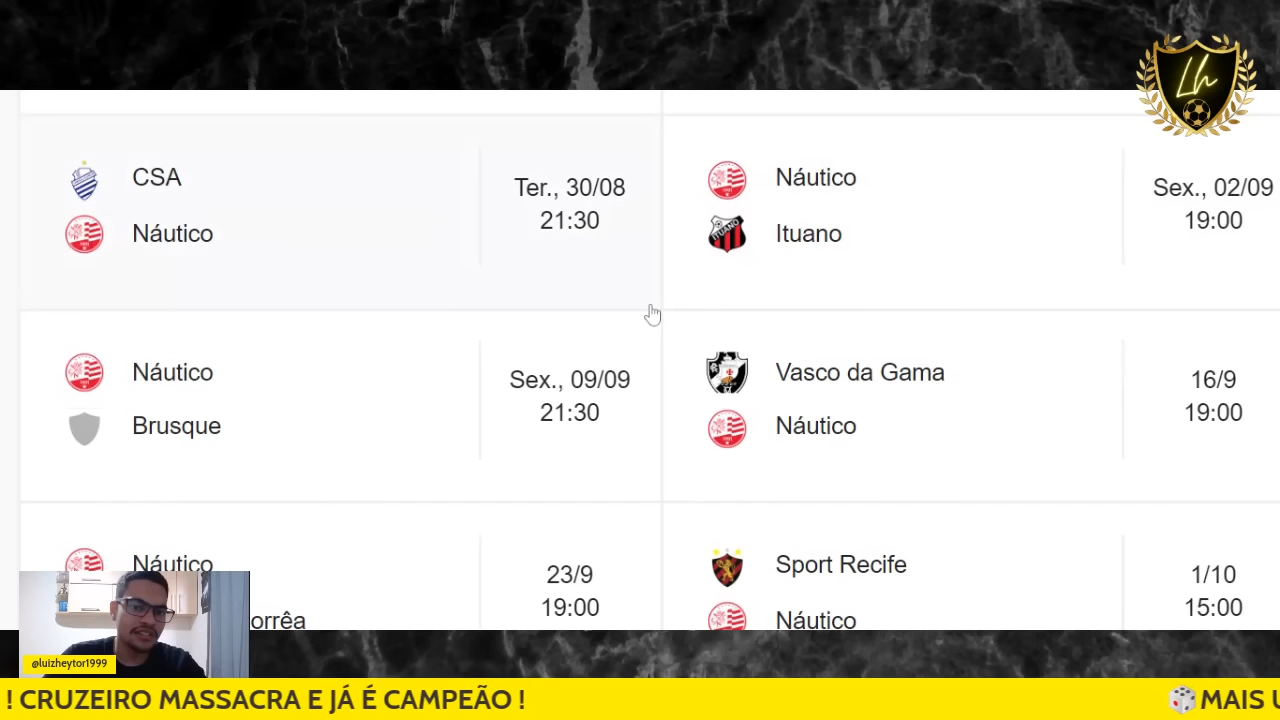 Lh
CSA
Náutico
Ter., 30/08
21:30
Náutico
Ituano
Sex., 02/09
19:00
ITUANO
Náutico
Brusque
Sex., 09/09
21:30
Vasco da Gama
Náutico
16/9
19:00
Náutico
orrêa
23/9
19:00
Sport Recife
Náutico
1/10
15:00
@luizheytor1999
! CRUZEIRO MASSACRA E JÁ É CAMPEÃO !
MAIS U